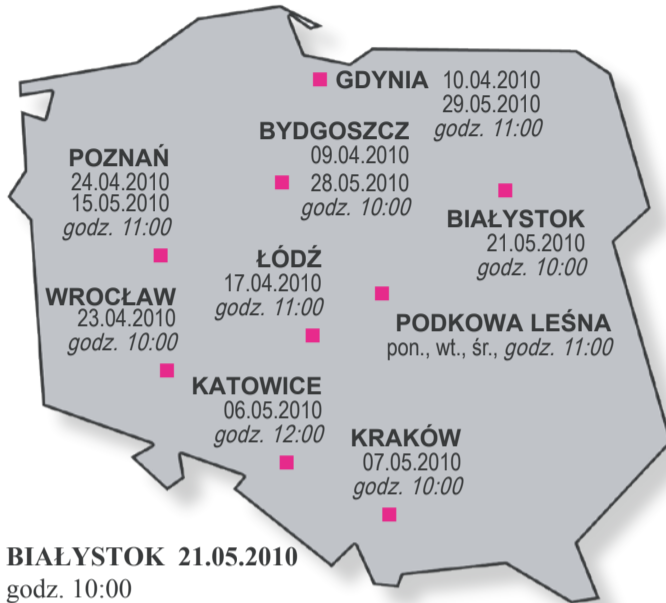 GDYNIA 10.04.2010
29.05.2010
godz. 11:00
BYDGOSZCZ
09.04.2010
28.05.2010
godz. 10:00
POZNAŃ
24.04.2010
15.05.2010
godz. 11:00
BIAŁYSTOK
21.05.2010
godz. 10:00
ŁÓDŹ
17.04.2010
godz. 11:00
WROCŁAW
23.04.2010
godz. 10:00
PODKOWA LEŚNA
pon., wt., śr., godz. 11:00
KATOWICE
06.05.2010
godz. 12:00
KRAKÓW
07.05.2010
godz. 10:00
BIAŁYSTOK 21.05.2010
godz. 10:00